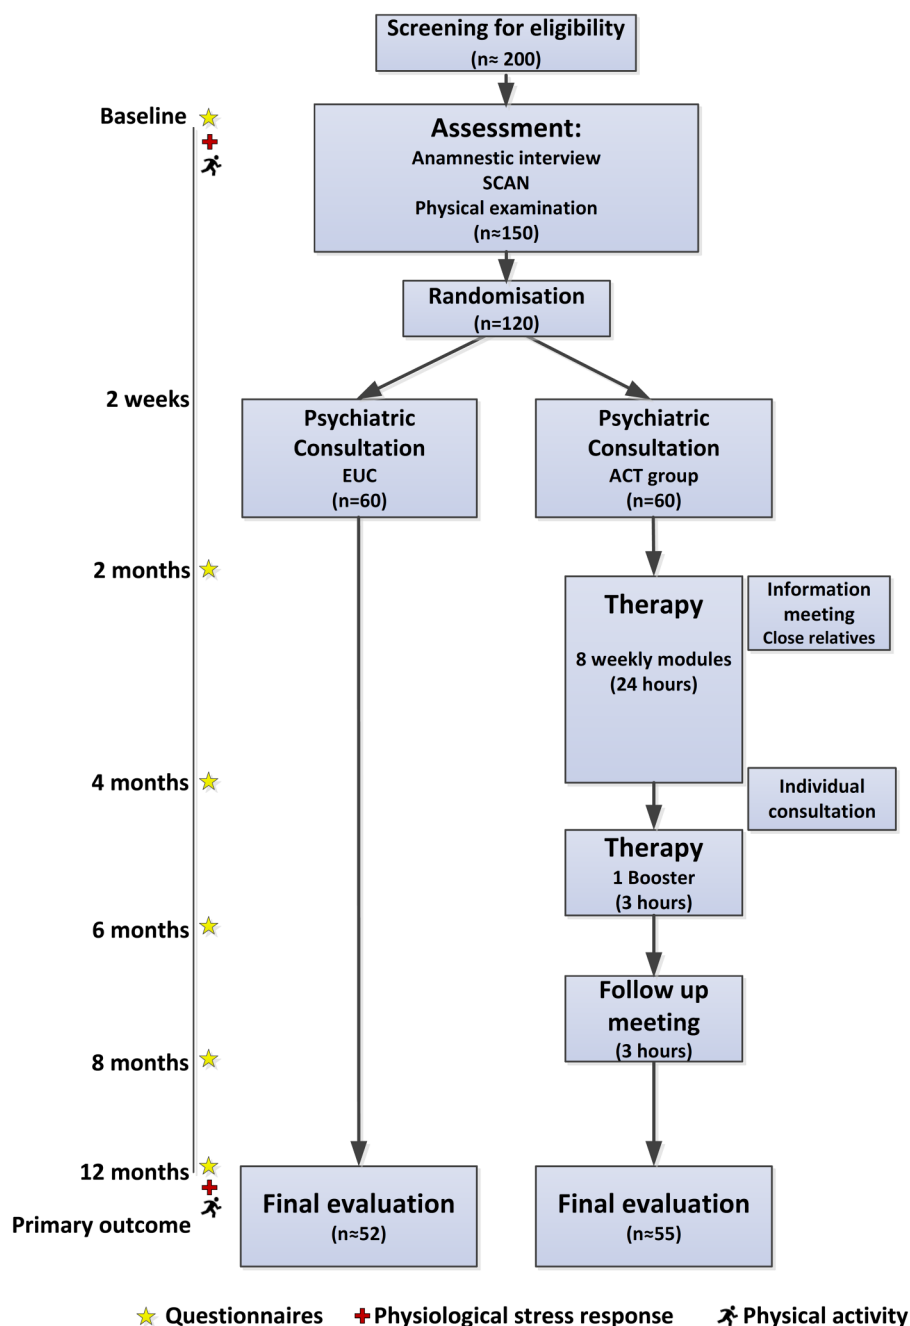 Screening for eligibility
(n≈ 200)
Baseline
Assessment:
Anamnestic interview
SCAN
Physical examination
(n≈150)
Randomisation
(n=120)
2 weeks
Psychiatric
Consultation
EUC
(n=60)
Psychiatric
Consultation
ACT group
(n=60)
2 months
Therapy
8 weekly modules
(24 hours)
Information
meeting
Close relatives
4 months
Individual
consultation
Therapy
1 Booster
(3 hours)
6 months
Follow up
meeting
(3 hours)
8 months
12 months
Primary outcome
Final evaluation
(n≈52)
Final evaluation
(n≈55)
Questionnaires
Physiological stress response
Physical activity